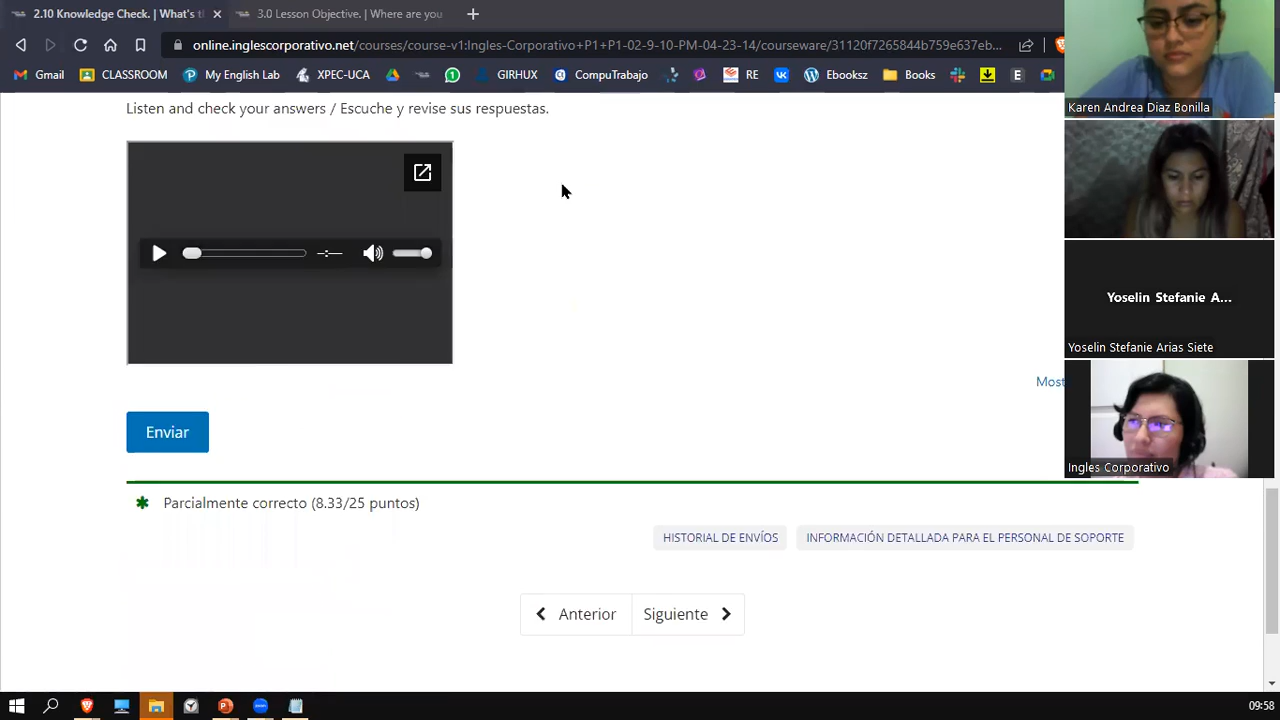 2.10 Knowledge Check. | What's th
3.0 Lesson Objective. | Where are you
online.inglescorporativo.net/courses/course-v1:Ingles-Corporativo+P1+P1-02-9-10-PM-04-23-14/courseware/31120f7265844b759e637eb...
Gmail CLASSROOM My English Lab XPEC-UCA GIRHUX CompuTrabajo RE VK Ebooksz Books E
Listen and check your answers / Escuche y revise sus respuestas.
-:--
Most
Enviar
Parcialmente correcto (8.33/25 puntos)
HISTORIAL DE ENVÍOS INFORMACIÓN DETALLADA PARA EL PERSONAL DE SOPORTE
Anterior Siguiente
Karen Andrea Diaz Bonilla
Yoselin Stefanie A...
Yoselin Stefanie Arias Siete
Ingles Corporativo
09:58